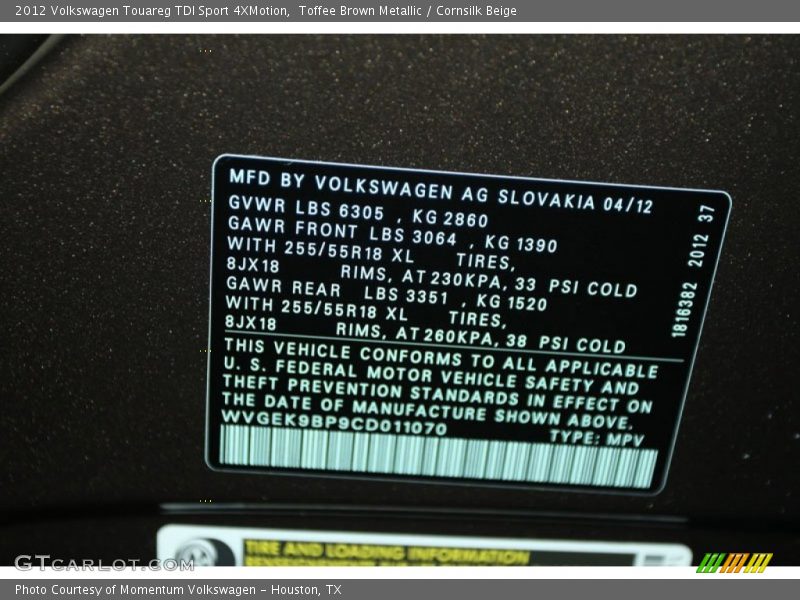 2012 Volkswagen Touareg TDI Sport 4XMotion,  Toffee Brown Metallic / Cornsilk Beige
MFD BY VOLKSWAGEN AG SLOVAKIA 04/12
GVWR LBS 6305 , KG 2860
GAWR FRONT LBS 3064 , KG 1390
WITH 255/55R18 XL TIRES,
8JX18 RIMS, AT 230KPA, 33 PSI COLD
GAWR REAR LBS 3351 , KG 1520
WITH 255/55R18 XL TIRES,
8JX18 RIMS, AT 260KPA, 38 PSI COLD
1816382 2012 37
THIS VEHICLE CONFORMS TO ALL APPLICABLE
U. S. FEDERAL MOTOR VEHICLE SAFETY AND
THEFT PREVENTION STANDARDS IN EFFECT ON
THE DATE OF MANUFACTURE SHOWN ABOVE.
WVGEK9BP9CD011070 TYPE: MPV
TIRE AND LOADING INFORMATION
GTCARLOT.COM
Photo Courtesy of Momentum Volkswagen - Houston, TX